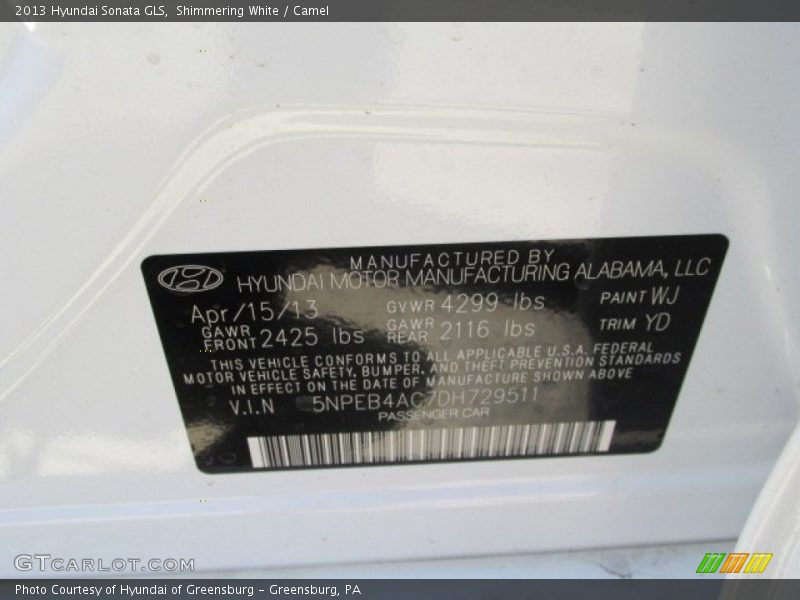 2013 Hyundai Sonata GLS, Shimmering White / Camel
MANUFACTURED BY
HYUNDAI MOTOR MANUFACTURING ALABAMA, LLC
Apr/15/13 GVWR 4299 lbs PAINT WJ
GAWR FRONT 2425 lbs GAWR REAR 2116 lbs TRIM YD
THIS VEHICLE CONFORMS TO ALL APPLICABLE U.S.A. FEDERAL
MOTOR VEHICLE SAFETY, BUMPER, AND THEFT PREVENTION STANDARDS
IN EFFECT ON THE DATE OF MANUFACTURE SHOWN ABOVE
V.I.N 5NPEB4AC7DH729511
PASSENGER CAR
GTCARLOT.COM
Photo Courtesy of Hyundai of Greensburg - Greensburg, PA